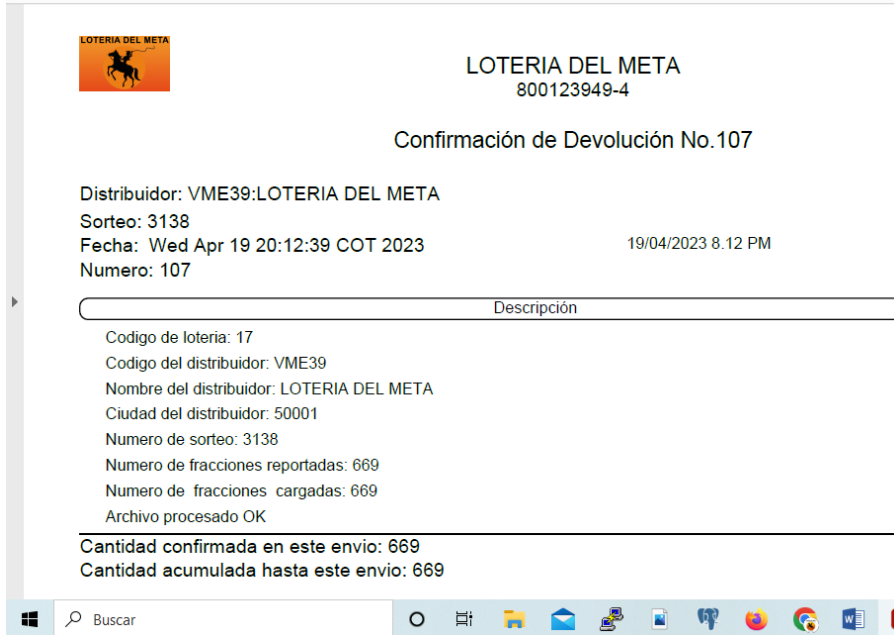 LOTERIA DEL META
LOTERIA DEL META
800123949-4
Confirmación de Devolución No.107
Distribuidor: VME39:LOTERIA DEL META
Sorteo: 3138
Fecha: Wed Apr 19 20:12:39 COT 2023
19/04/2023 8.12 PM
Numero: 107
Descripción
Codigo de loteria: 17
Codigo del distribuidor: VME39
Nombre del distribuidor: LOTERIA DEL META
Ciudad del distribuidor: 50001
Numero de sorteo: 3138
Numero de fracciones reportadas: 669
Numero de fracciones cargadas: 669
Archivo procesado OK
Cantidad confirmada en este envio: 669
Cantidad acumulada hasta este envio: 669
Buscar